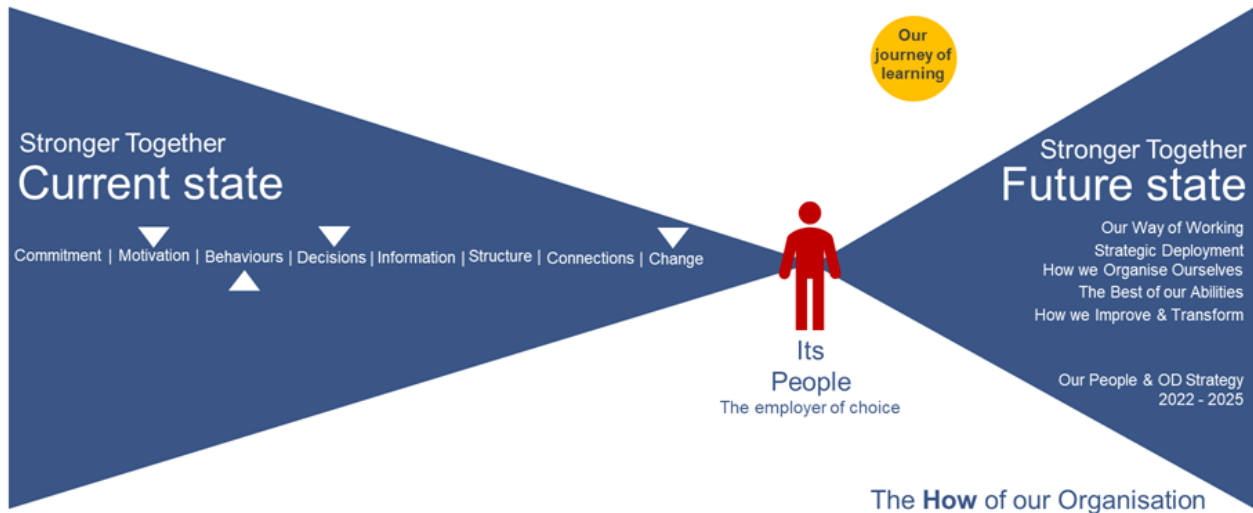 Our
journey of
learning
Stronger Together
Current state
Commitment | Motivation | Behaviours | Decisions | Information | Structure | Connections | Change
Its
People
The employer of choice
Stronger Together
Future state
Our Way of Working
Strategic Deployment
How we Organise Ourselves
The Best of our Abilities
How we Improve & Transform
Our People & OD Strategy
2022 - 2025
The How of our Organisation